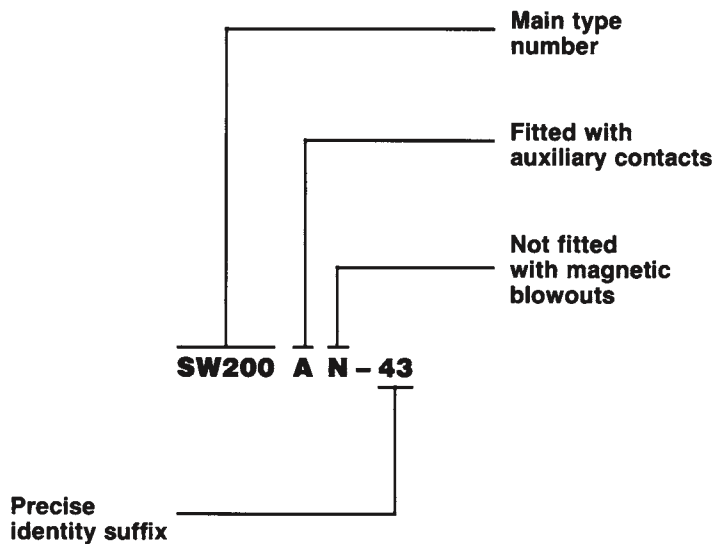 Main type
number
Fitted with
auxiliary contacts
Not fitted
with magnetic
blowouts
SW200 A N – 43
Precise
identity suffix